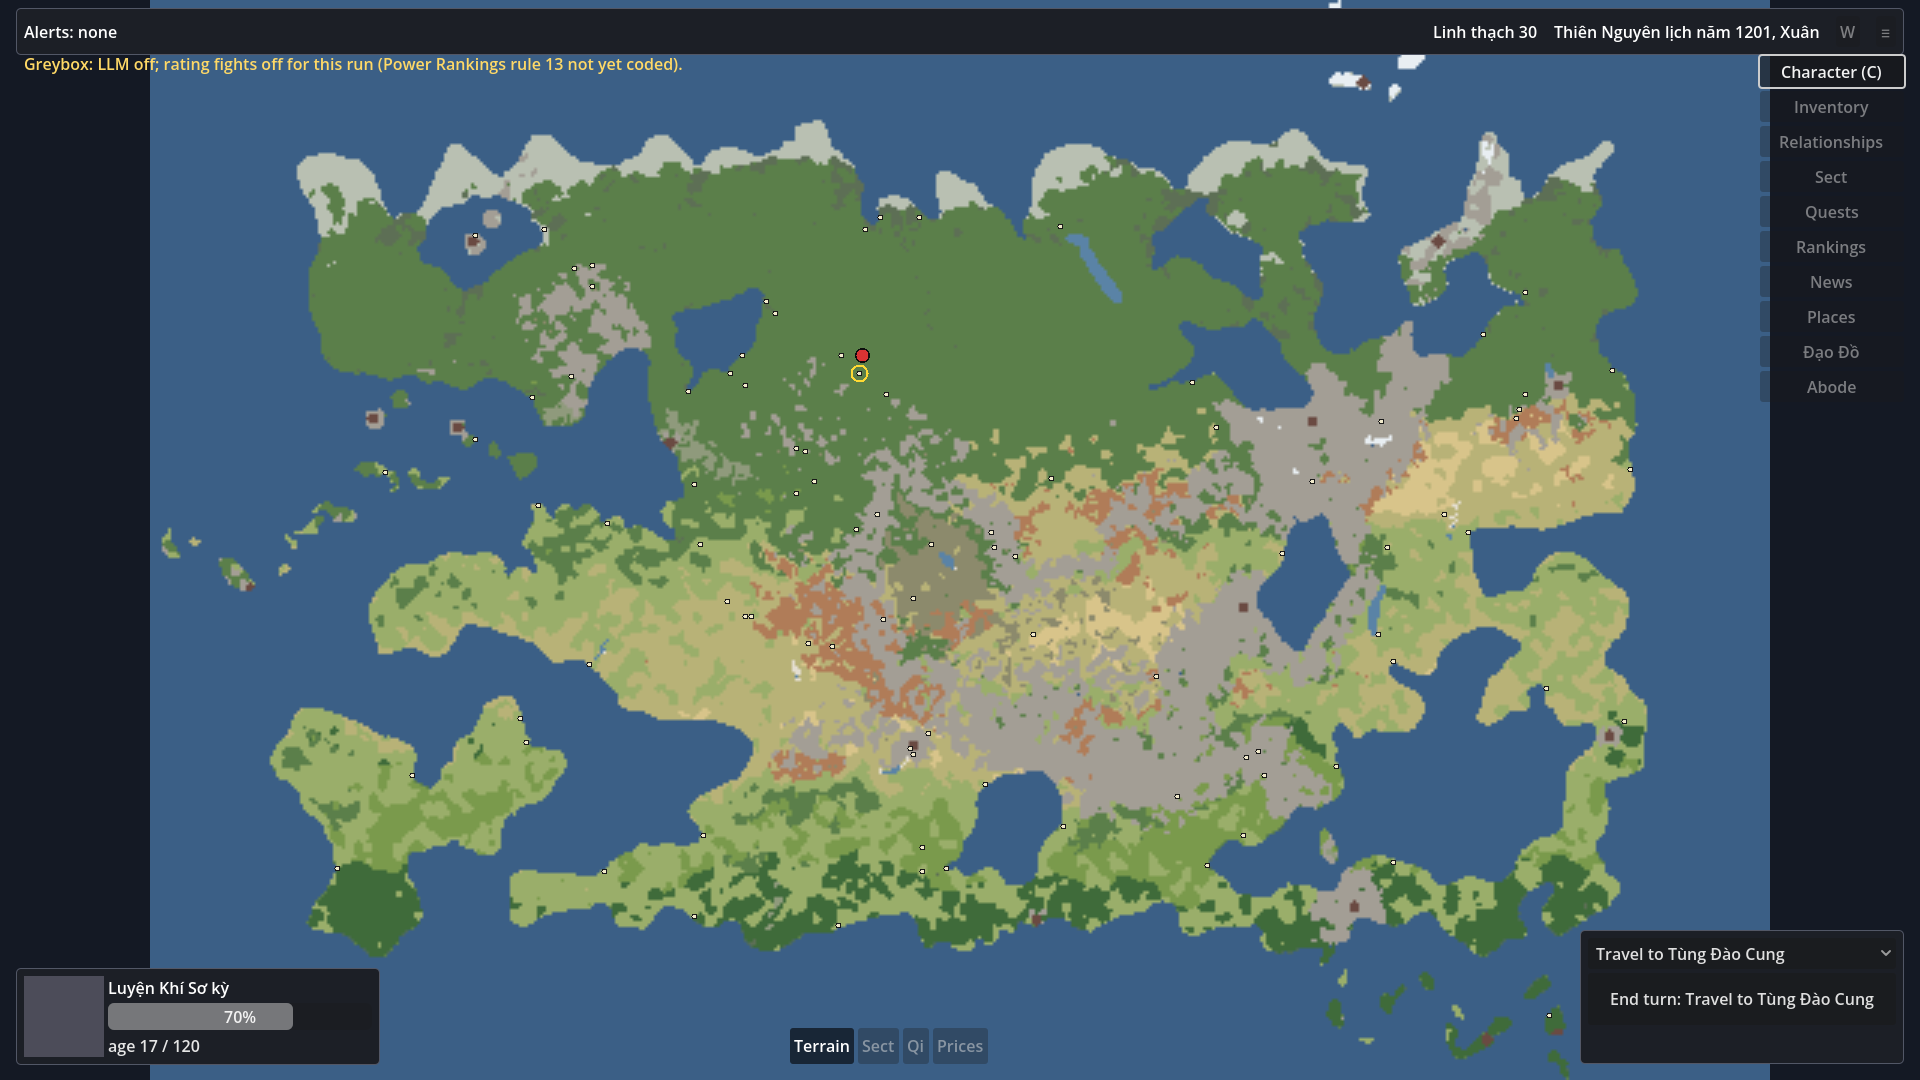 Alerts: none
Linh thạch 30 Thiên Nguyên lịch năm 1201, Xuân W ≡
Greybox: LLM off; rating fights off for this run (Power Rankings rule 13 not yet coded).
Character (C)
Inventory
Relationships
Sect
Quests
Rankings
News
Places
Đạo Đồ
Abode
Travel to Tùng Đào Cung
End turn: Travel to Tùng Đào Cung
Luyện Khí Sơ kỳ
70%
age 17 / 120
Terrain Sect Qi Prices